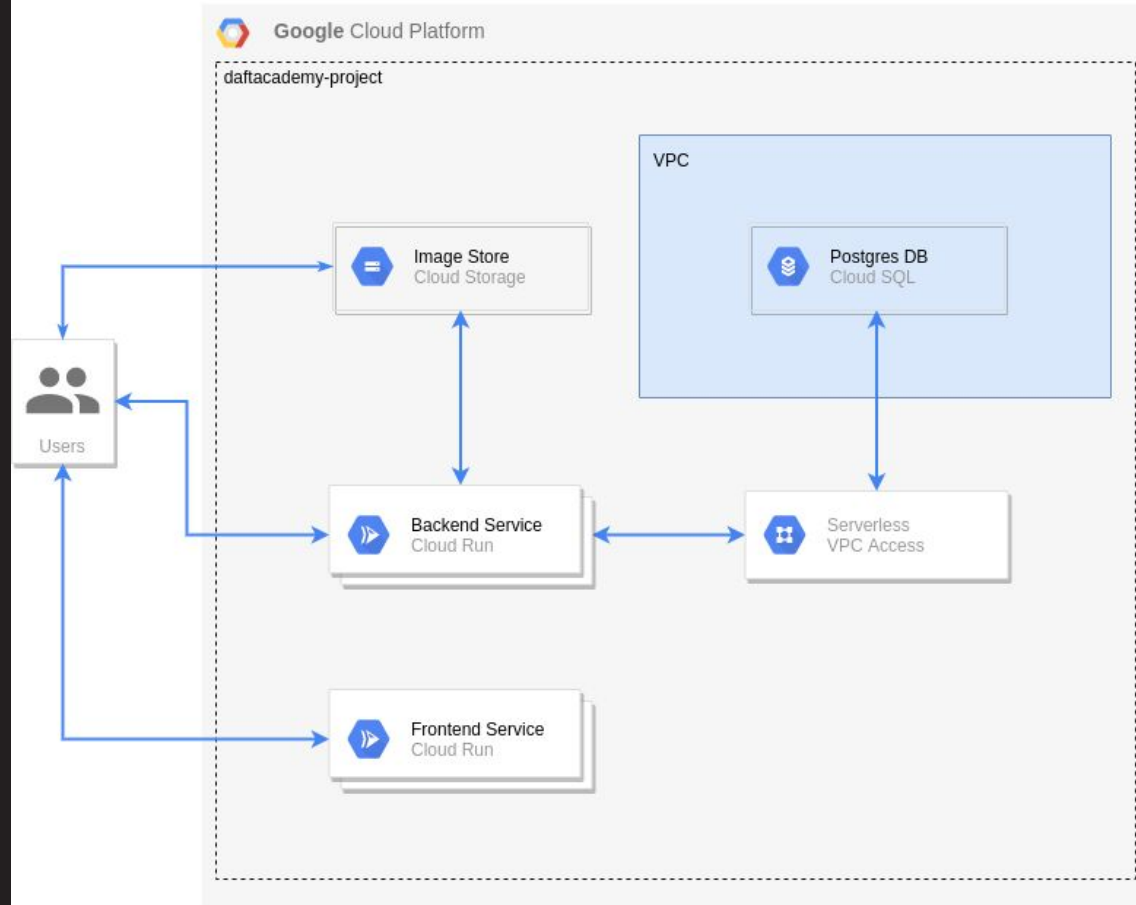 Google Cloud Platform
daftacademy-project
VPC
Image Store
Cloud Storage
Postgres DB
Cloud SQL
Users
Backend Service
Cloud Run
Serverless
VPC Access
Frontend Service
Cloud Run